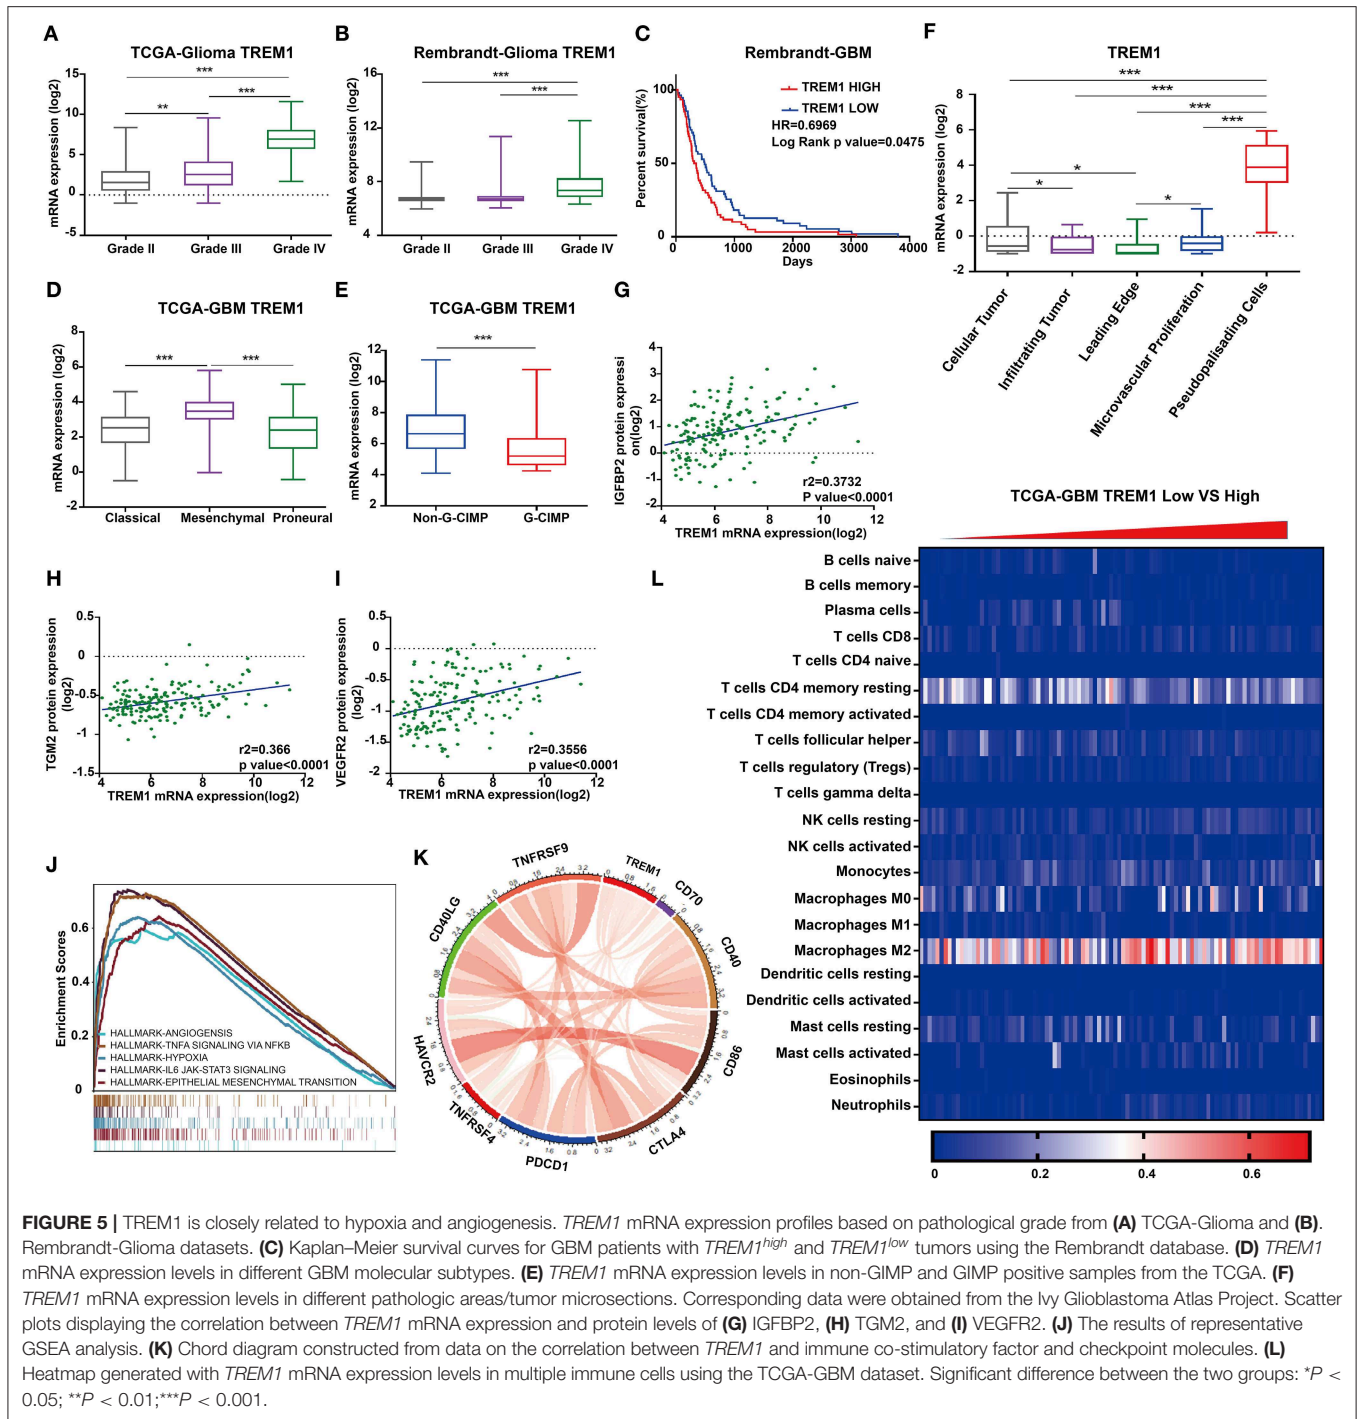 A
TCGA-Glioma TREM1
mRNA expression (log2)
15
10
5
0
-5
***
**
***
Grade II
Grade III
Grade IV
B
Rembrandt-Glioma TREM1
mRNA expression (log2)
16
12
8
4
***
***
Grade II
Grade III
Grade IV
C
Rembrandt-GBM
TREM1 HIGH
TREM1 LOW
HR=0.6969
Log Rank p value=0.0475
Percent survival(%)
100
50
0
0
1000
2000
3000
4000
Days
F
TREM1
mRNA expression (log2)
8
6
4
2
0
-2
***
***
***
***
*
*
*
Cellular Tumor
Infiltrating Tumor
Leading Edge
Microvascular Proliferation
Pseudopalisading Cells
D
TCGA-GBM TREM1
mRNA expression (log2)
8
6
4
2
0
-2
***
***
Classical
Mesenchymal
Proneural
E
TCGA-GBM TREM1
mRNA expression (log2)
12
10
8
6
4
2
***
Non-G-CIMP
G-CIMP
G
IGFBP2 protein expressi
on(log2)
4
3
2
1
0
-1
-2
r2=0.3732
P value<0.0001
4
6
8
10
12
TREM1 mRNA expression(log2)
H
TGM2 protein expression
(log2)
0.5
0
-0.5
-1
-1.5
r2=0.366
p value<0.0001
4
6
8
10
12
TREM1 mRNA expression(log2)
I
VEGFR2 protein expression
(log2)
0.5
0
-0.5
-1
-1.5
-2
r2=0.3556
p value<0.0001
4
6
8
10
12
TREM1 mRNA expression(log2)
L
TCGA-GBM TREM1 Low VS High
B cells naive
B cells memory
Plasma cells
T cells CD8
T cells CD4 naive
T cells CD4 memory resting
T cells CD4 memory activated
T cells follicular helper
T cells regulatory (Tregs)
T cells gamma delta
NK cells resting
NK cells activated
Monocytes
Macrophages M0
Macrophages M1
Macrophages M2
Dendritic cells resting
Dendritic cells activated
Mast cells resting
Mast cells activated
Eosinophils
Neutrophils
0
0.2
0.4
0.6
J
Enrichment Scores
0.6
0.4
0.2
0
HALLMARK-ANGIOGENSIS
HALLMARK-TNFA SIGNALING VIA NFKB
HALLMARK-HYPOXIA
HALLMARK-IL6 JAK-STAT3 SIGNALING
HALLMARK-EPITHELIAL MESENCHYMAL TRANSITION
K
TNFRSF9
TREM1
CD70
CD40
CD86
CTLA4
PDCD1
TNFRSF4
HAVCR2
CD40LG
FIGURE 5 | TREM1 is closely related to hypoxia and angiogenesis. TREM1 mRNA expression profiles based on pathological grade from (A) TCGA-Glioma and (B).
Rembrandt-Glioma datasets. (C) Kaplan–Meier survival curves for GBM patients with TREM1high and TREM1low tumors using the Rembrandt database. (D) TREM1
mRNA expression levels in different GBM molecular subtypes. (E) TREM1 mRNA expression levels in non-GIMP and GIMP positive samples from the TCGA. (F)
TREM1 mRNA expression levels in different pathologic areas/tumor microsections. Corresponding data were obtained from the Ivy Glioblastoma Atlas Project. Scatter
plots displaying the correlation between TREM1 mRNA expression and protein levels of (G) IGFBP2, (H) TGM2, and (I) VEGFR2. (J) The results of representative
GSEA analysis. (K) Chord diagram constructed from data on the correlation between TREM1 and immune co-stimulatory factor and checkpoint molecules. (L)
Heatmap generated with TREM1 mRNA expression levels in multiple immune cells using the TCGA-GBM dataset. Significant difference between the two groups: *P <
0.05; **P < 0.01;***P < 0.001.